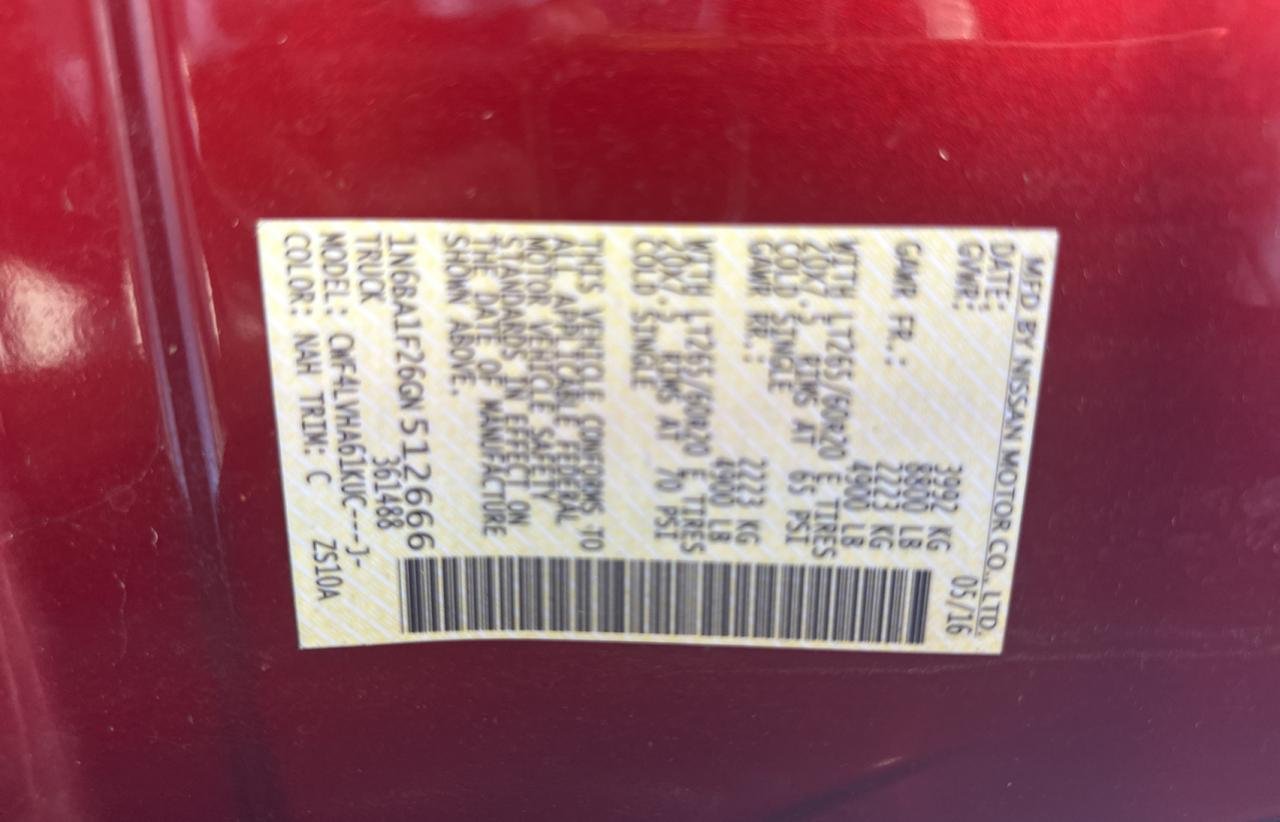 MFD BY NISSAN MOTOR CO., LTD.
DATE: 05/16
GVWR: 3992 KG
8800 LB
GAWR FR.: 2223 KG
4900 LB
WITH LT265/60R20 E TIRES
20X7.5 RIMS AT 65 PSI
COLD SINGLE
GAWR RR.: 2223 KG
4900 LB
WITH LT265/60R20 E TIRES
20X7.5 RIMS AT 70 PSI
COLD SINGLE
THIS VEHICLE CONFORMS TO
ALL APPLICABLE FEDERAL
MOTOR VEHICLE SAFETY
STANDARDS IN EFFECT ON
THE DATE OF MANUFACTURE
SHOWN ABOVE.
1N6BA1F26GN512666
TRUCK 361488
MODEL: CWF4LVHA61KUC---J-
COLOR: NAH TRIM: C ZS10A